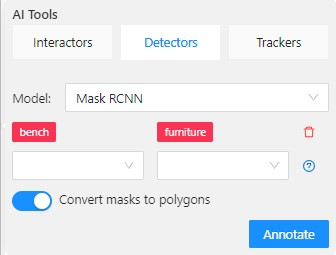 AI Tools
Interactors Detectors Trackers
Model: Mask RCNN
bench furniture
Convert masks to polygons
Annotate